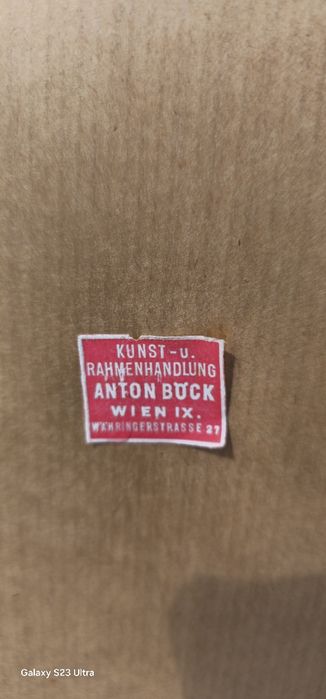 KUNST-u.
RAHMENHANDLUNG
ANTON BÖCK
WIEN IX.
WÄHRINGERSTRASSE 27
Galaxy S23 Ultra